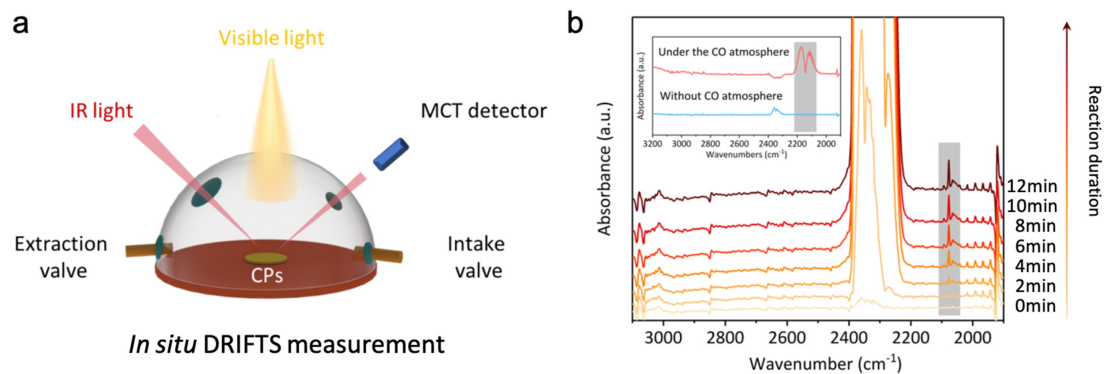 a
Visible light
IR light
MCT detector
Extraction
valve
Intake
valve
CPs
In situ DRIFTS measurement
b
Absorbance (a.u.)
Under the CO atmosphere
Without CO atmosphere
Absorbance (a.u.)
3200 3000 2800 2600 2400 2200 2000
Wavenumbers (cm⁻¹)
12min
10min
8min
6min
4min
2min
0min
Reaction duration
3000 2800 2600 2400 2200 2000
Wavenumber (cm⁻¹)